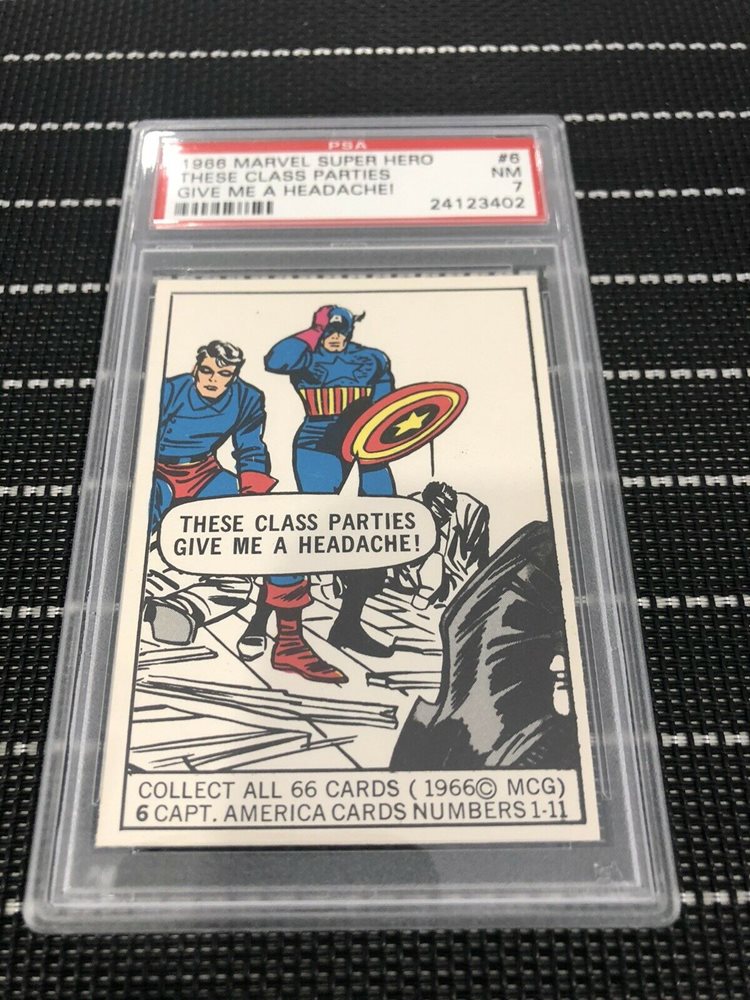 PSA
1966 MARVEL SUPER HERO #6
THESE CLASS PARTIES NM
GIVE ME A HEADACHE! 7
24123402
A
THESE CLASS PARTIES
GIVE ME A HEADACHE!
COLLECT ALL 66 CARDS ( 1966© MCG)
6 CAPT. AMERICA CARDS NUMBERS 1-11